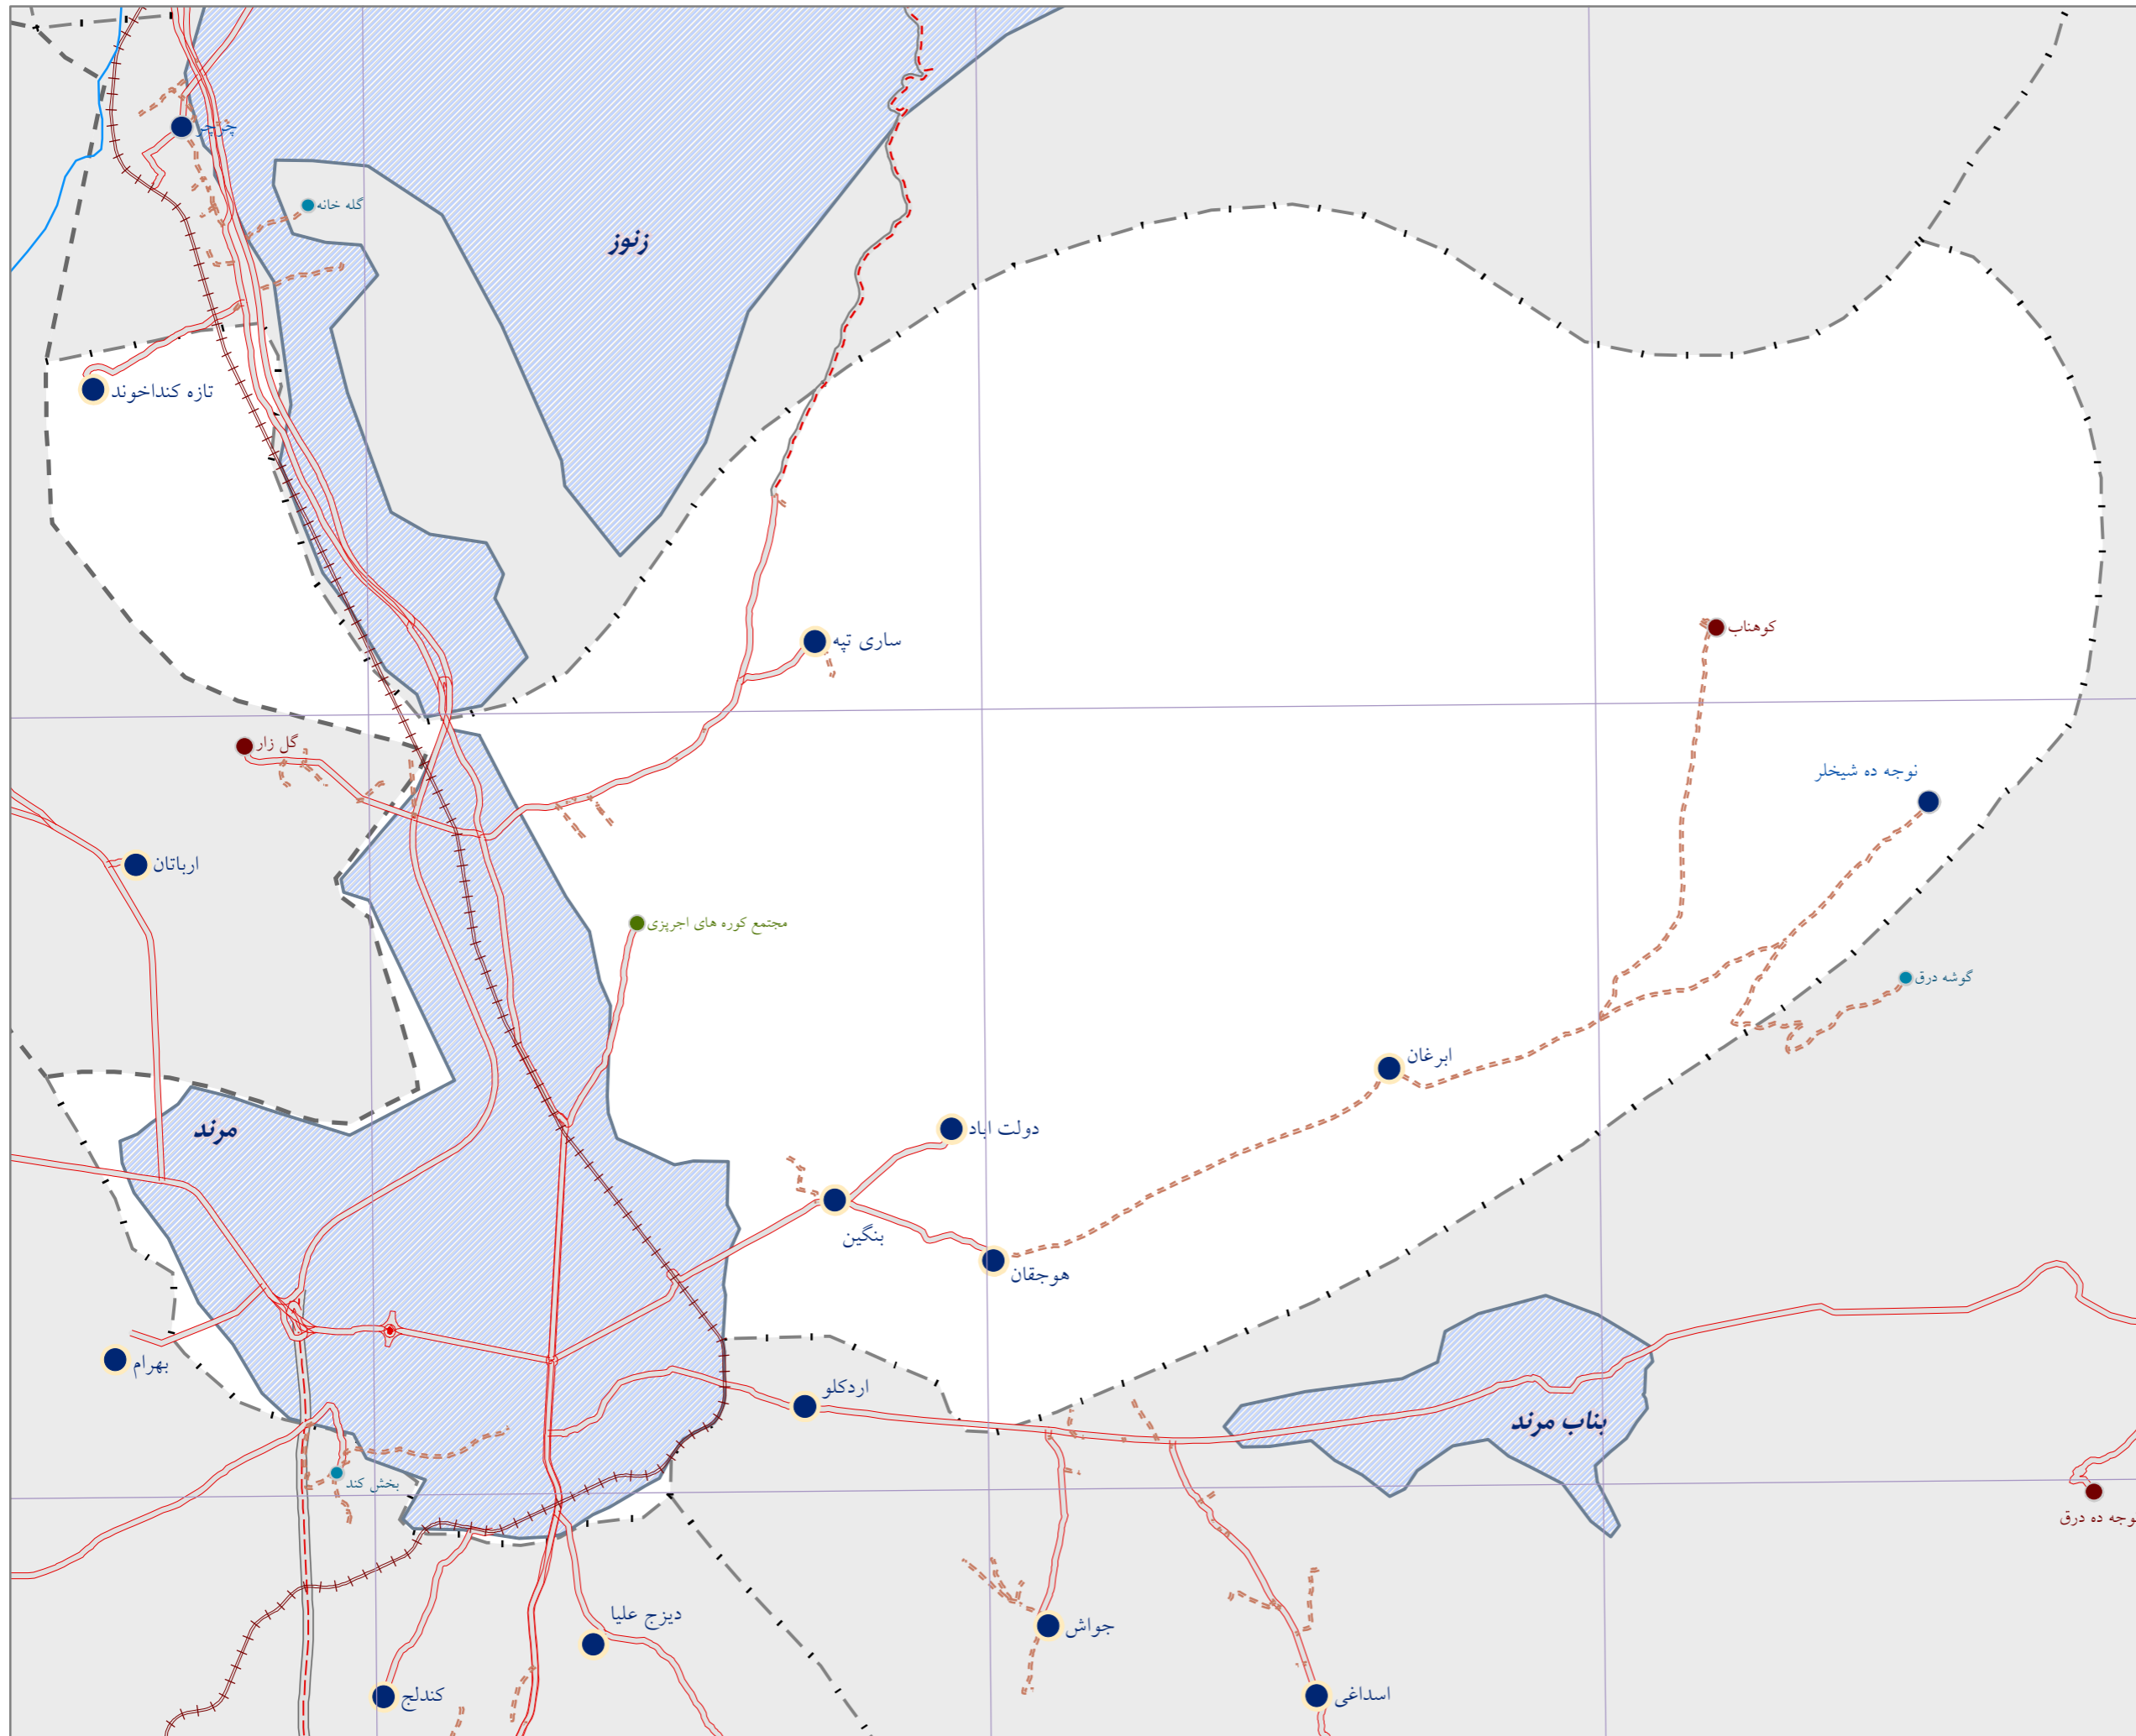 چرچر
گله خانه
زنوز
تازه کنداخوند
کوهناب
ساری تپه
گل زار
نوجه ده شیخلر
ارباتان
مجتمع کوره های اجرپزی
گوشه درق
ابرغان
مرند
دولت اباد
بنگین
هوجقان
بهرام
اردکلو
بناب مرند
بخش کند
وجه ده درق
دیزج علیا
جواش
کندلج
اسداغی